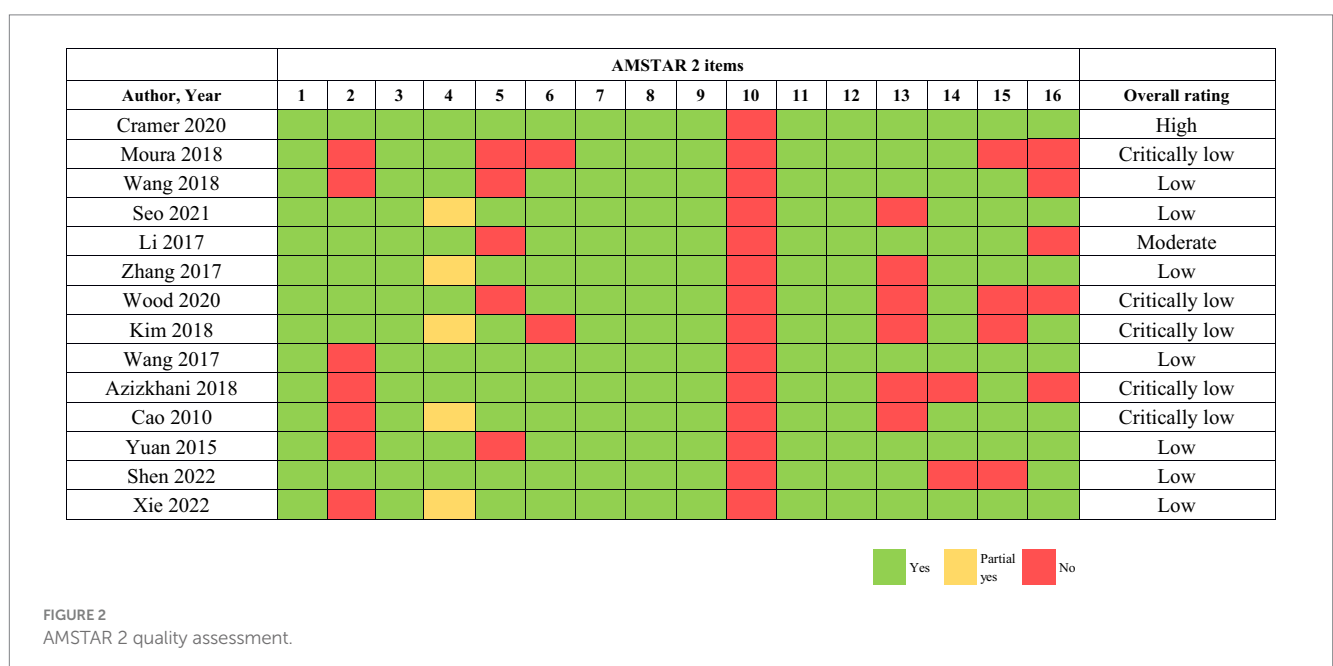 AMSTAR 2 items
Author, Year 1 2 3 4 5 6 7 8 9 10 11 12 13 14 15 16 Overall rating
Cramer 2020 High
Moura 2018 Critically low
Wang 2018 Low
Seo 2021 Low
Li 2017 Moderate
Zhang 2017 Low
Wood 2020 Critically low
Kim 2018 Critically low
Wang 2017 Low
Azizkhani 2018 Critically low
Cao 2010 Critically low
Yuan 2015 Low
Shen 2022 Low
Xie 2022 Low
Yes Partial yes No
FIGURE 2
AMSTAR 2 quality assessment.